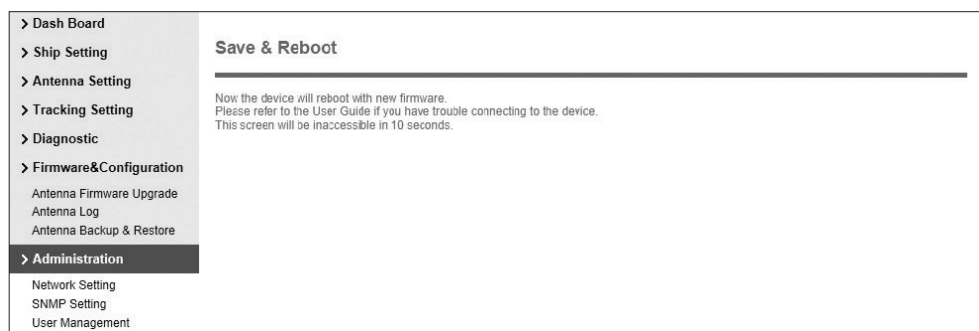 > Dash Board
> Ship Setting
> Antenna Setting
> Tracking Setting
> Diagnostic
> Firmware&Configuration
Antenna Firmware Upgrade
Antenna Log
Antenna Backup & Restore
> Administration
Network Setting
SNMP Setting
User Management
Save & Reboot
Now the device will reboot with new firmware.
Please refer to the User Guide if you have trouble connecting to the device.
This screen will be inaccessible in 10 seconds.